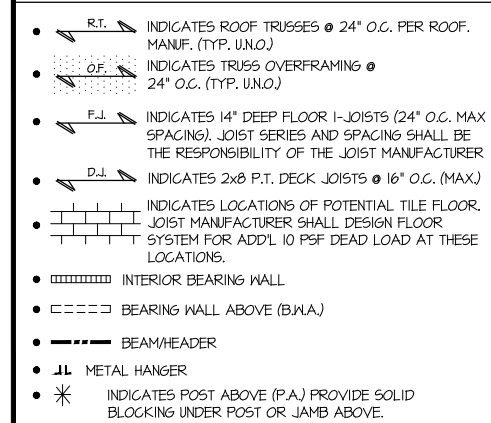 R.T. INDICATES ROOF TRUSSES @ 24" O.C. PER ROOF.
MANUF. (TYP. U.N.O.)
O.F. INDICATES TRUSS OVERFRAMING @
24" O.C. (TYP. U.N.O.)
F.J. INDICATES 14" DEEP FLOOR I-JOISTS (24" O.C. MAX
SPACING). JOIST SERIES AND SPACING SHALL BE
THE RESPONSIBILITY OF THE JOIST MANUFACTURER
D.J. INDICATES 2x8 P.T. DECK JOISTS @ 16" O.C. (MAX.)
INDICATES LOCATIONS OF POTENTIAL TILE FLOOR.
JOIST MANUFACTURER SHALL DESIGN FLOOR
SYSTEM FOR ADD'L 10 PSF DEAD LOAD AT THESE
LOCATIONS.
INTERIOR BEARING WALL
BEARING WALL ABOVE (B.W.A.)
BEAM/HEADER
METAL HANGER
INDICATES POST ABOVE (P.A.) PROVIDE SOLID
BLOCKING UNDER POST OR JAMB ABOVE.